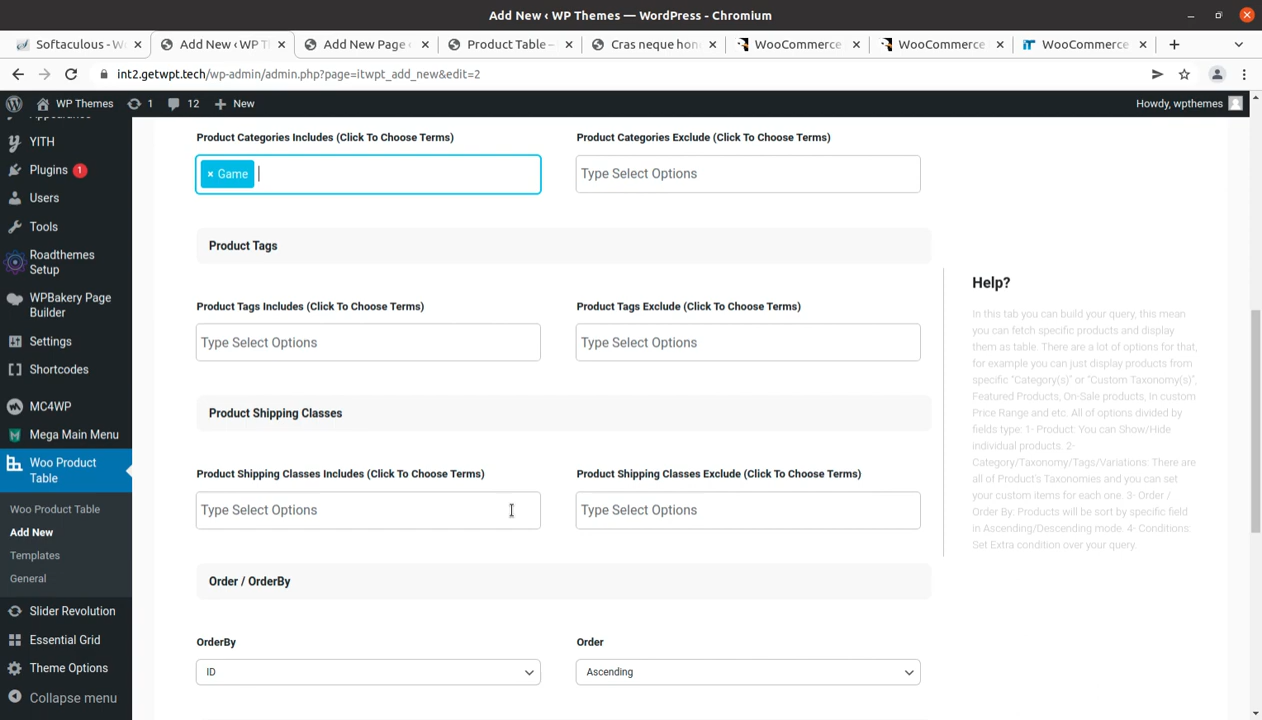 Add New ‹ WP Themes — WordPress - Chromium
Softaculous - W
Add New ‹ WP T
Add New Page
Product Table –
Cras neque hon
WooCommerce
WooCommerce
WooCommerce
int2.getwpt.tech/wp-admin/admin.php?page=itwpt_add_new&edit=2
WP Themes
1
12
New
Howdy, wpthemes
YITH
Plugins 1
Users
Tools
Roadthemes
Setup
WPBakery Page
Builder
Settings
Shortcodes
MC4WP
Mega Main Menu
Woo Product
Table
Woo Product Table
Add New
Templates
General
Slider Revolution
Essential Grid
Theme Options
Collapse menu
Product Categories Includes (Click To Choose Terms)
Product Categories Exclude (Click To Choose Terms)
× Game
Type Select Options
Product Tags
Product Tags Includes (Click To Choose Terms)
Product Tags Exclude (Click To Choose Terms)
Type Select Options
Type Select Options
Product Shipping Classes
Product Shipping Classes Includes (Click To Choose Terms)
Product Shipping Classes Exclude (Click To Choose Terms)
Type Select Options
Type Select Options
Order / OrderBy
OrderBy
Order
ID
Ascending
Help?
In this tab you can build your query, this mean
you can fetch specific products and display
them as table. There are a lot of options for that,
for example you can just display products from
specific "Category(s)" or "Custom Taxonomy(s)",
Featured Products, On-Sale products, In custom
Price Range and etc. All of options divided by
fields type: 1- Product: You can Show/Hide
individual products. 2-
Category/Taxonomy/Tags/Variations: There are
all of Product's Taxonomies and you can set
your custom items for each one. 3- Order /
Order By: Products will be sort by specific field
in Ascending/Descending mode. 4- Conditions:
Set Extra condition over your query.